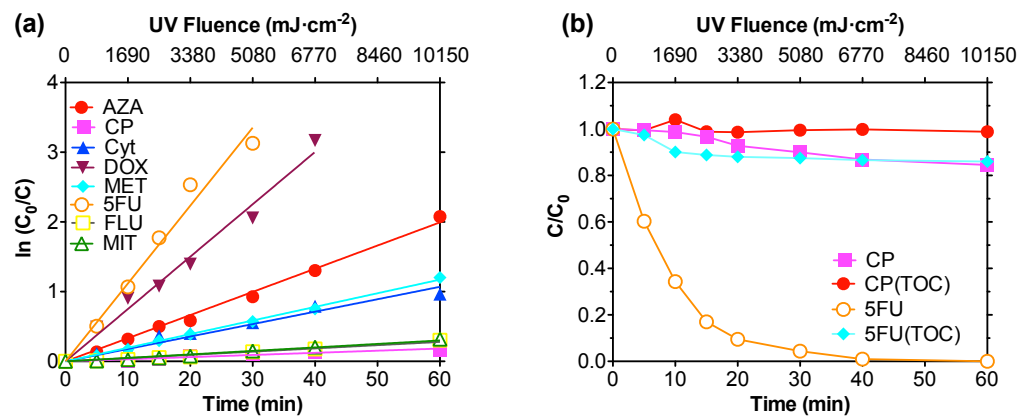 (a)
UV Fluence (mJ·cm-2)
0 1690 3380 5080 6770 8460 10150
ln (C0/C)
4
3
2
1
0
AZA
CP
Cyt
DOX
MET
5FU
FLU
MIT
0 10 20 30 40 50 60
Time (min)
(b)
UV Fluence (mJ·cm-2)
0 1690 3380 5080 6770 8460 10150
C/C0
1.2
1.0
0.8
0.6
0.4
0.2
0.0
CP
CP(TOC)
5FU
5FU(TOC)
0 10 20 30 40 50 60
Time (min)